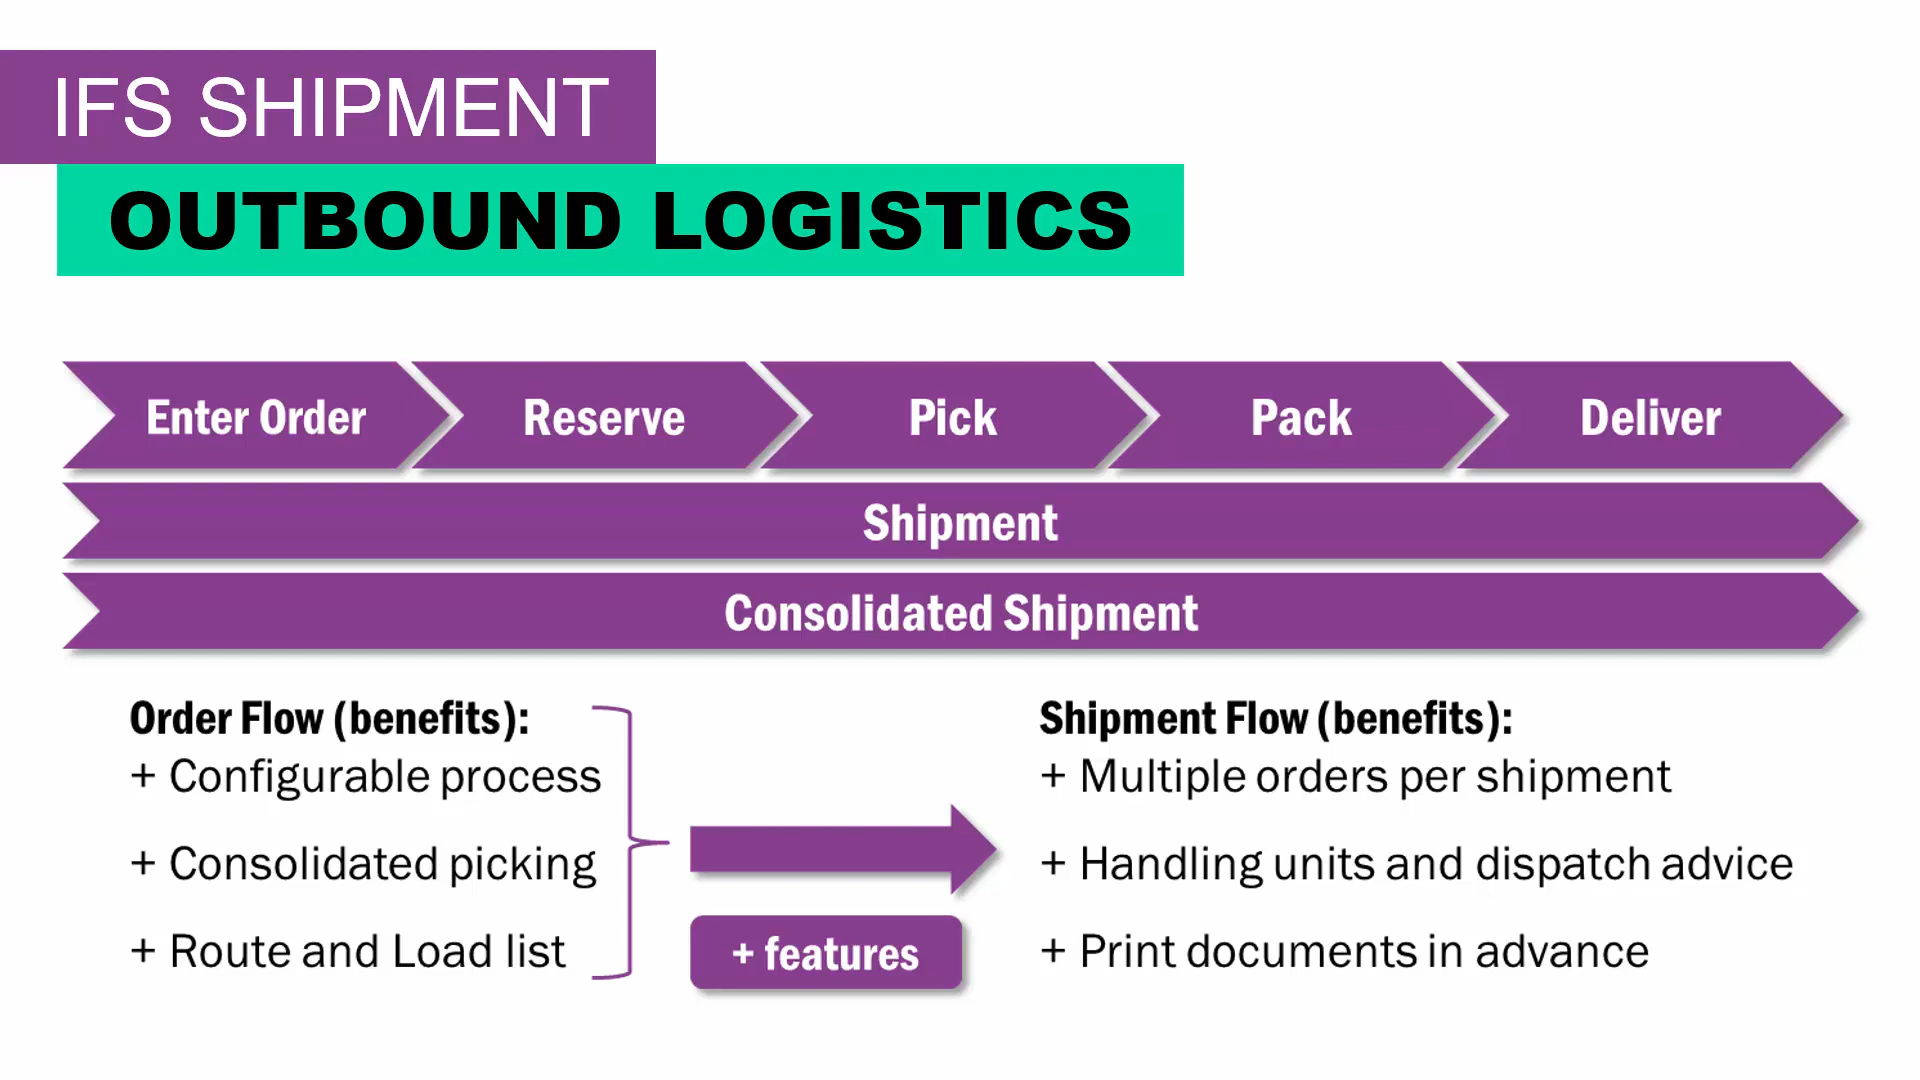 IFS SHIPMENT
OUTBOUND LOGISTICS
Enter Order
Reserve
Pick
Pack
Deliver
Shipment
Consolidated Shipment
Order Flow (benefits):
+ Configurable process
+ Consolidated picking
+ Route and Load list
+ features
Shipment Flow (benefits):
+ Multiple orders per shipment
+ Handling units and dispatch advice
+ Print documents in advance